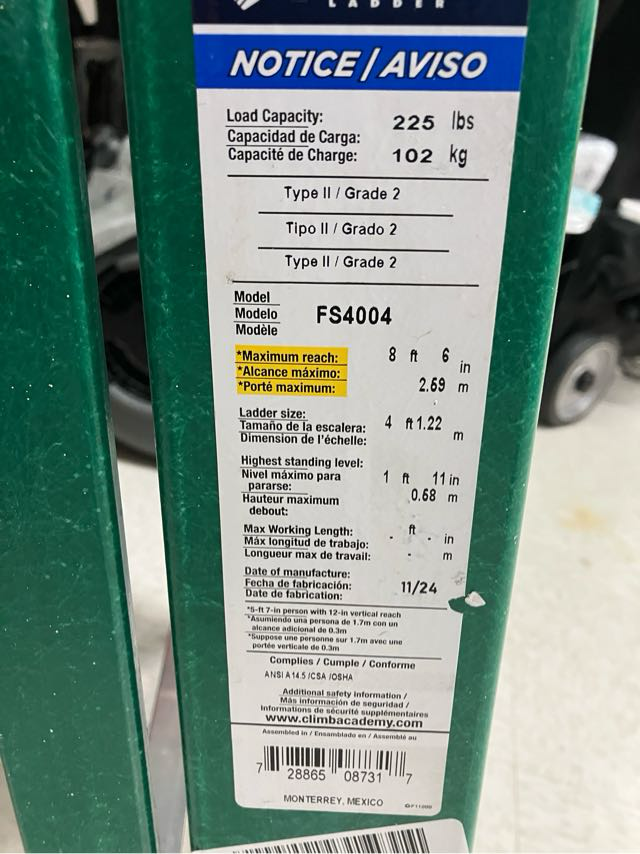 LADDER
NOTICE / AVISO
Load Capacity:
Capacidad de Carga:
Capacité de Charge:
225 lbs
102 kg
Type II / Grade 2
Tipo II / Grado 2
Type II / Grade 2
Model
Modelo
Modèle
FS4004
*Maximum reach:
*Alcance máximo:
*Porté maximum:
8 ft 6 in
2.59 m
Ladder size:
Tamaño de la escalera:
Dimension de l'échelle:
4 ft 1.22 m
Highest standing level:
Nivel máximo para
pararse:
Hauteur maximum
debout:
1 ft 11 in
0.68 m
Max Working Length:
Máx longitud de trabajo:
Longueur max de travail:
- ft - in
- m
Date of manufacture:
Fecha de fabricación:
Date de fabrication:
11/24
*5-ft 7-in person with 12-in vertical reach
*Asumiendo una persona de 1.7m con un
alcance adicional de 0.3m
*Suppose une personne sur 1.7m avec une
portée verticale de 0.3m
Complies / Cumple / Conforme
ANSI A 14.5 /CSA /OSHA
Additional safety information /
Más información de seguridad /
Informations de sécurité supplémentaires
www.climbacademy.com
Assembled in / Ensamblado en / Assemblé au
7 28865 08731 7
MONTERREY, MEXICO